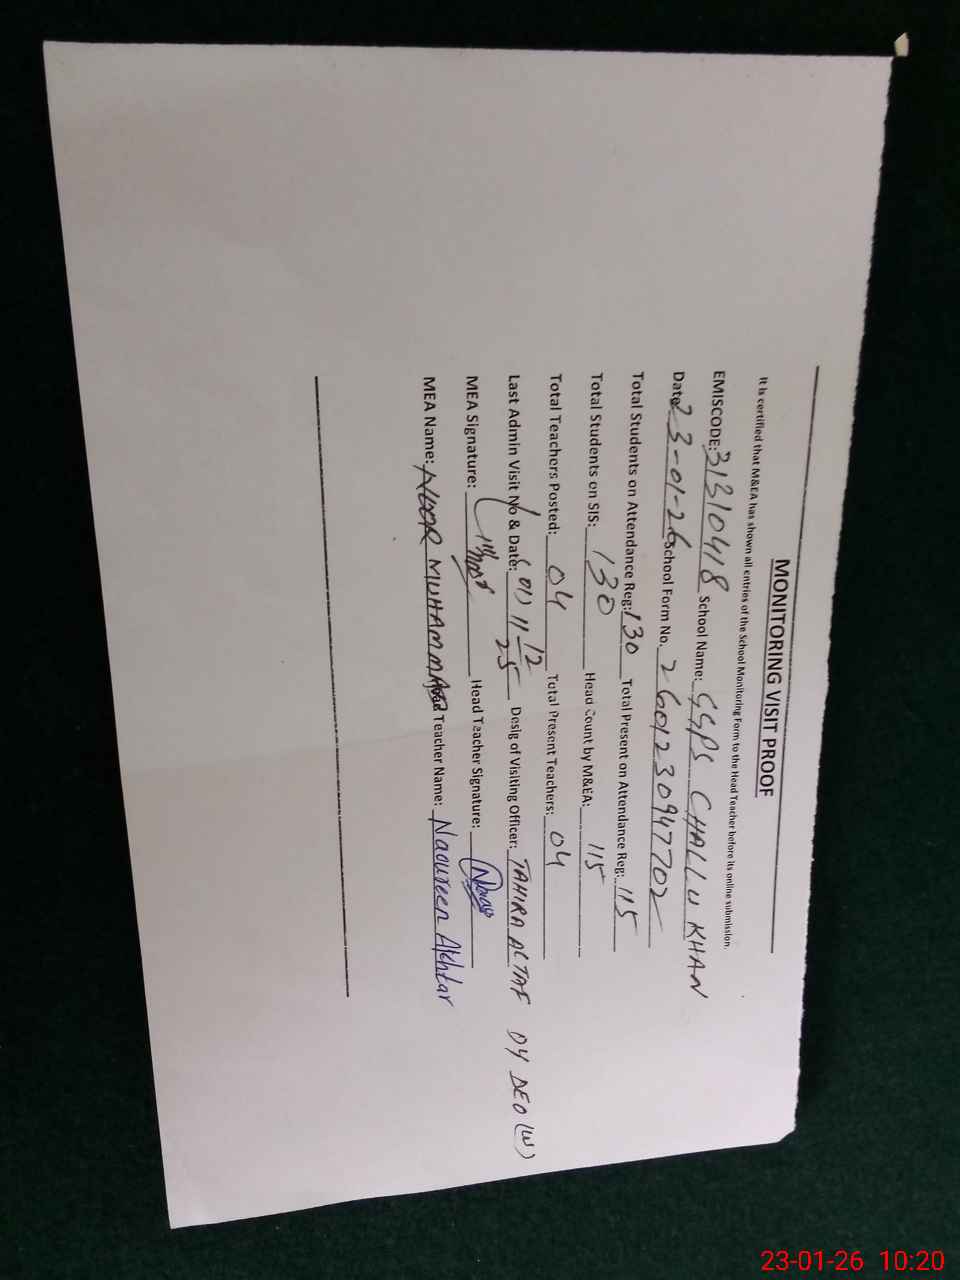 MONITORING VISIT PROOF
It is certified that M&EA has shown all entries of the School Monitoring Form to the Head Teacher before its online submission.
EMISCODE: 31310418 School Name: GGPS CHALLU KHAN
Date 23-01-26 School Form No. 2601230947702
Total Students on Attendance Reg: 130 Total Present on Attendance Reg: 115
Total Students on SIS: 130 Head Count by M&EA: 115
Total Teachers Posted: 04 Total Present Teachers: 04
Last Admin Visit No & Date: (01) 11-12-25 Desig of Visiting Officer: TAHIRA ALTAF DY DEO (W)
MEA Signature: Head Teacher Signature:
MEA Name: NOOR MUHAMMAD Head Teacher Name: Naureen Akhtar
23-01-26 10:20